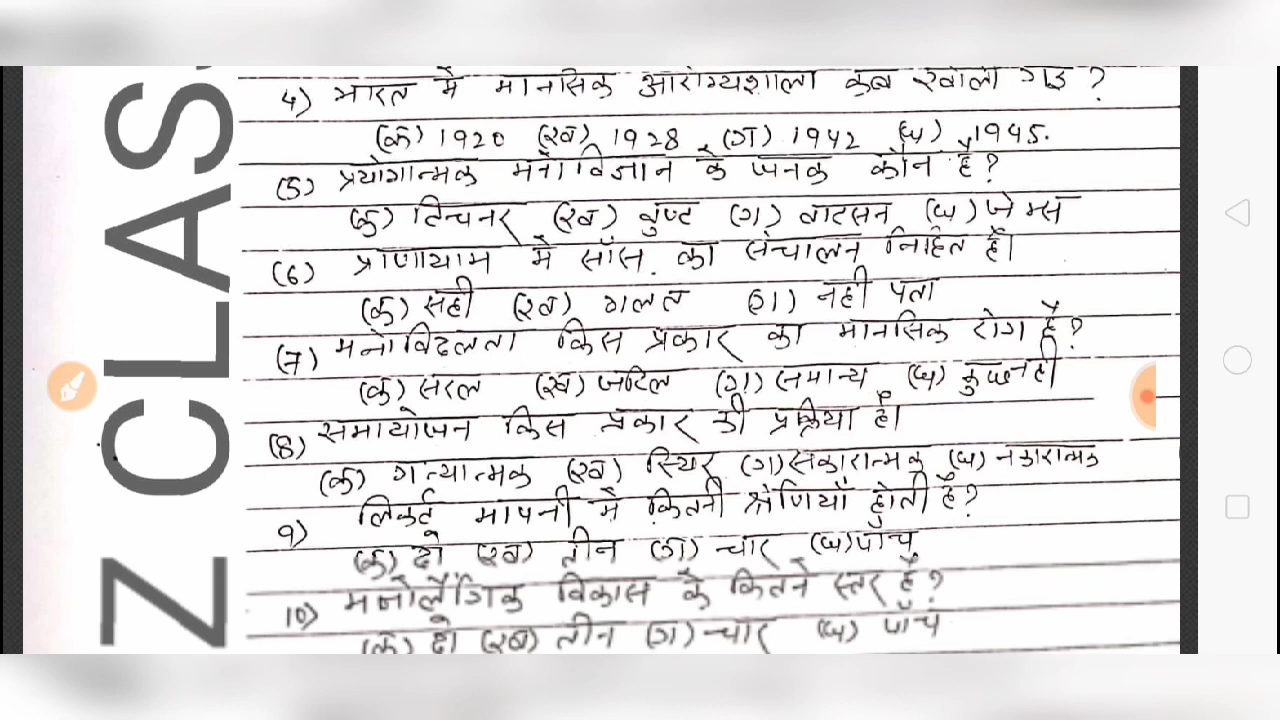 Z CLAS
4) भारत में मानसिक आरोग्यशाला कब खोली गई ?
(क) 1920 (ख) 1928 (ग) 1942 (घ) 1945.
(5) प्रयोगात्मक मनोविज्ञान के जनक कौन है?
(क) टिचनर (ख) वुण्ट (ग) वाटसन (घ) जेम्स
(6) प्राणायाम में साँस का संचालन निहित है।
(क) सही (ख) गलत (ग) नही पता
(7) मनोविदलता किस प्रकार का मानसिक रोग है?
(क) सरल (ख) जटिल (ग) समान्य (घ) कुछ नही
(8) समायोजन किस प्रकार की प्रक्रिया है।
(क) गत्यात्मक (ख) स्थिर (ग) सकारात्मक (घ) नकारात्मक
9) लिकर्ट मापनी में कितनी श्रेणियाँ होती है?
(क) दो (ख) तीन (ग) चार (घ) पाँच
10) मनोलैंगिक विकास के कितने स्तर है?
(क) दो (ख) तीन (ग) चार (घ) पाँच